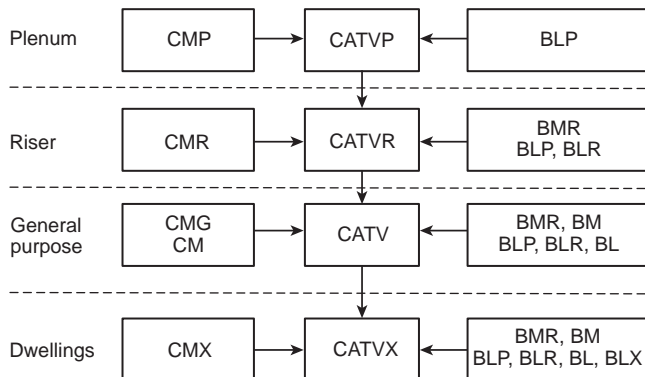 Plenum
CMP
CATVP
BLP
Riser
CMR
CATVR
BMR
BLP, BLR
General
purpose
CMG
CM
CATV
BMR, BM
BLP, BLR, BL
Dwellings
CMX
CATVX
BMR, BM
BLP, BLR, BL, BLX